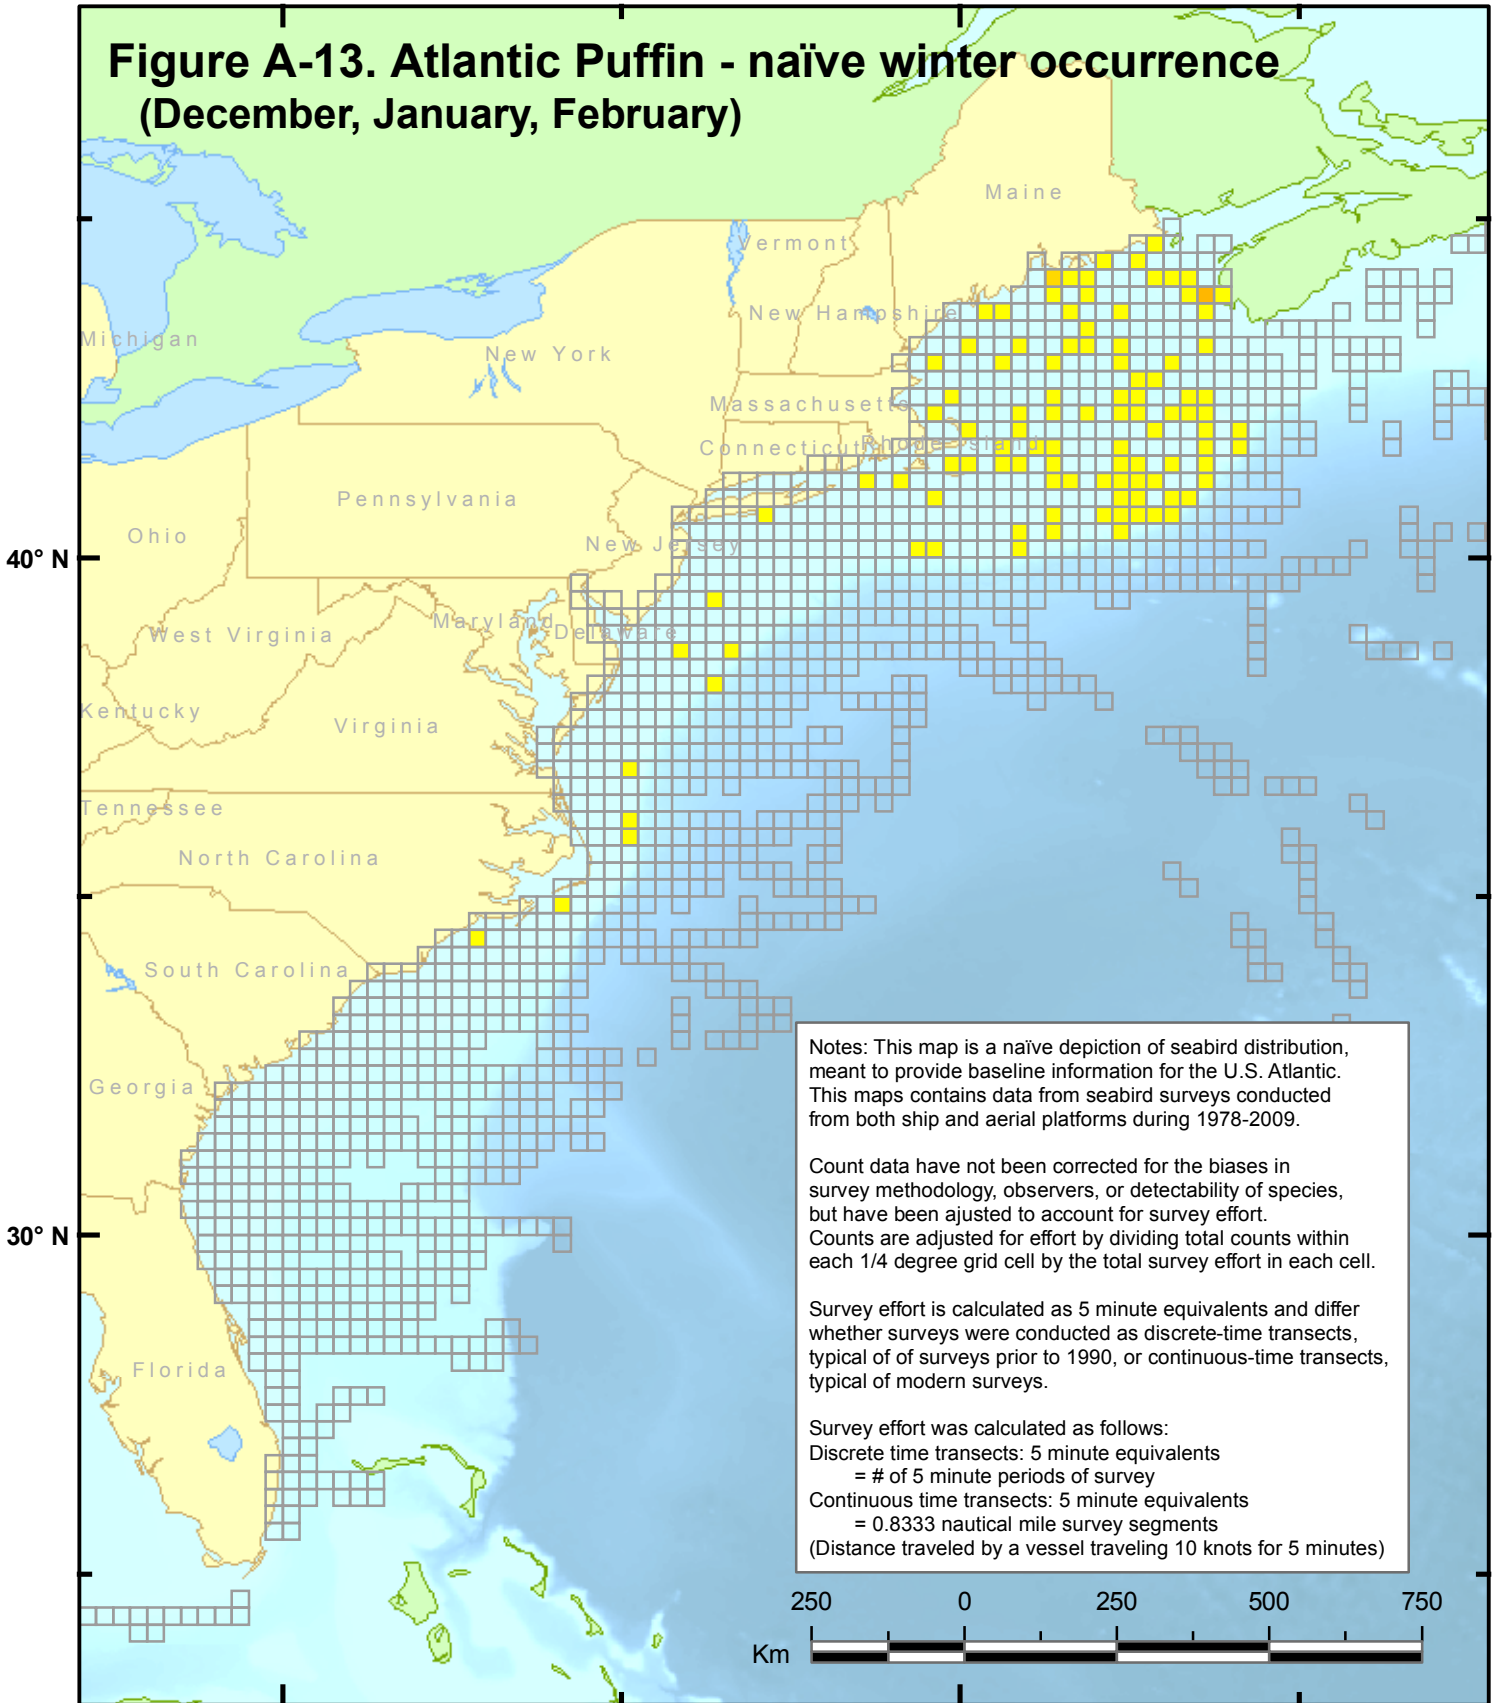 Figure A-13. Atlantic Puffin - naïve winter occurrence
(December, January, February)
Maine
Vermont
New Hampshire
Michigan
New York
Massachusetts
Connecticut
Rhode Island
Pennsylvania
Ohio
New Jersey
40° N
West Virginia
Maryland
Delaware
Kentucky
Virginia
Tennessee
North Carolina
South Carolina
Georgia
30° N
Florida
Notes: This map is a naïve depiction of seabird distribution,
meant to provide baseline information for the U.S. Atlantic.
This maps contains data from seabird surveys conducted
from both ship and aerial platforms during 1978-2009.
Count data have not been corrected for the biases in
survey methodology, observers, or detectability of species,
but have been ajusted to account for survey effort.
Counts are adjusted for effort by dividing total counts within
each 1/4 degree grid cell by the total survey effort in each cell.
Survey effort is calculated as 5 minute equivalents and differ
whether surveys were conducted as discrete-time transects,
typical of of surveys prior to 1990, or continuous-time transects,
typical of modern surveys.
Survey effort was calculated as follows:
Discrete time transects: 5 minute equivalents
= # of 5 minute periods of survey
Continuous time transects: 5 minute equivalents
= 0.8333 nautical mile survey segments
(Distance traveled by a vessel traveling 10 knots for 5 minutes)
250 0 250 500 750
Km